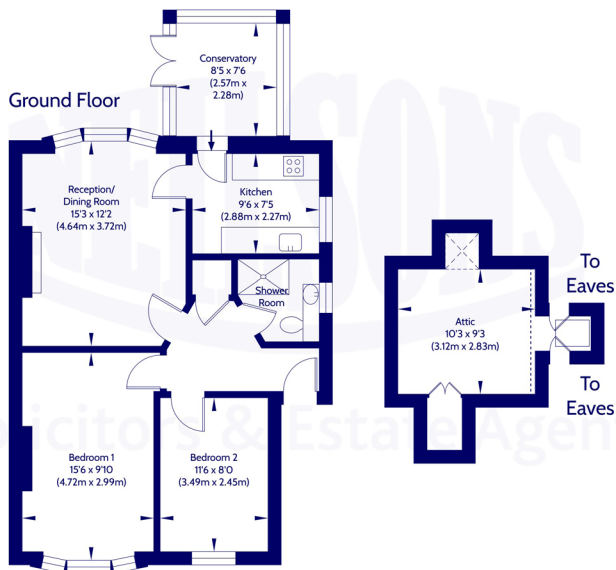 Conservatory
8'5 x 7'6
(2.57m x
2.28m)
Ground Floor
NEILSONS
Reception/
Dining Room
15'3 x 12'2
(4.64m x 3.72m)
Kitchen
9'6 x 7'5
(2.88m x 2.27m)
Shower
Room
To
Eaves
Attic
10'3 x 9'3
(3.12m x 2.83m)
To
Eaves
Bedroom 1
15'6 x 9'10
(4.72m x 2.99m)
Bedroom 2
11'6 x 8'0
(3.49m x 2.45m)
olicitors & Estate Agen